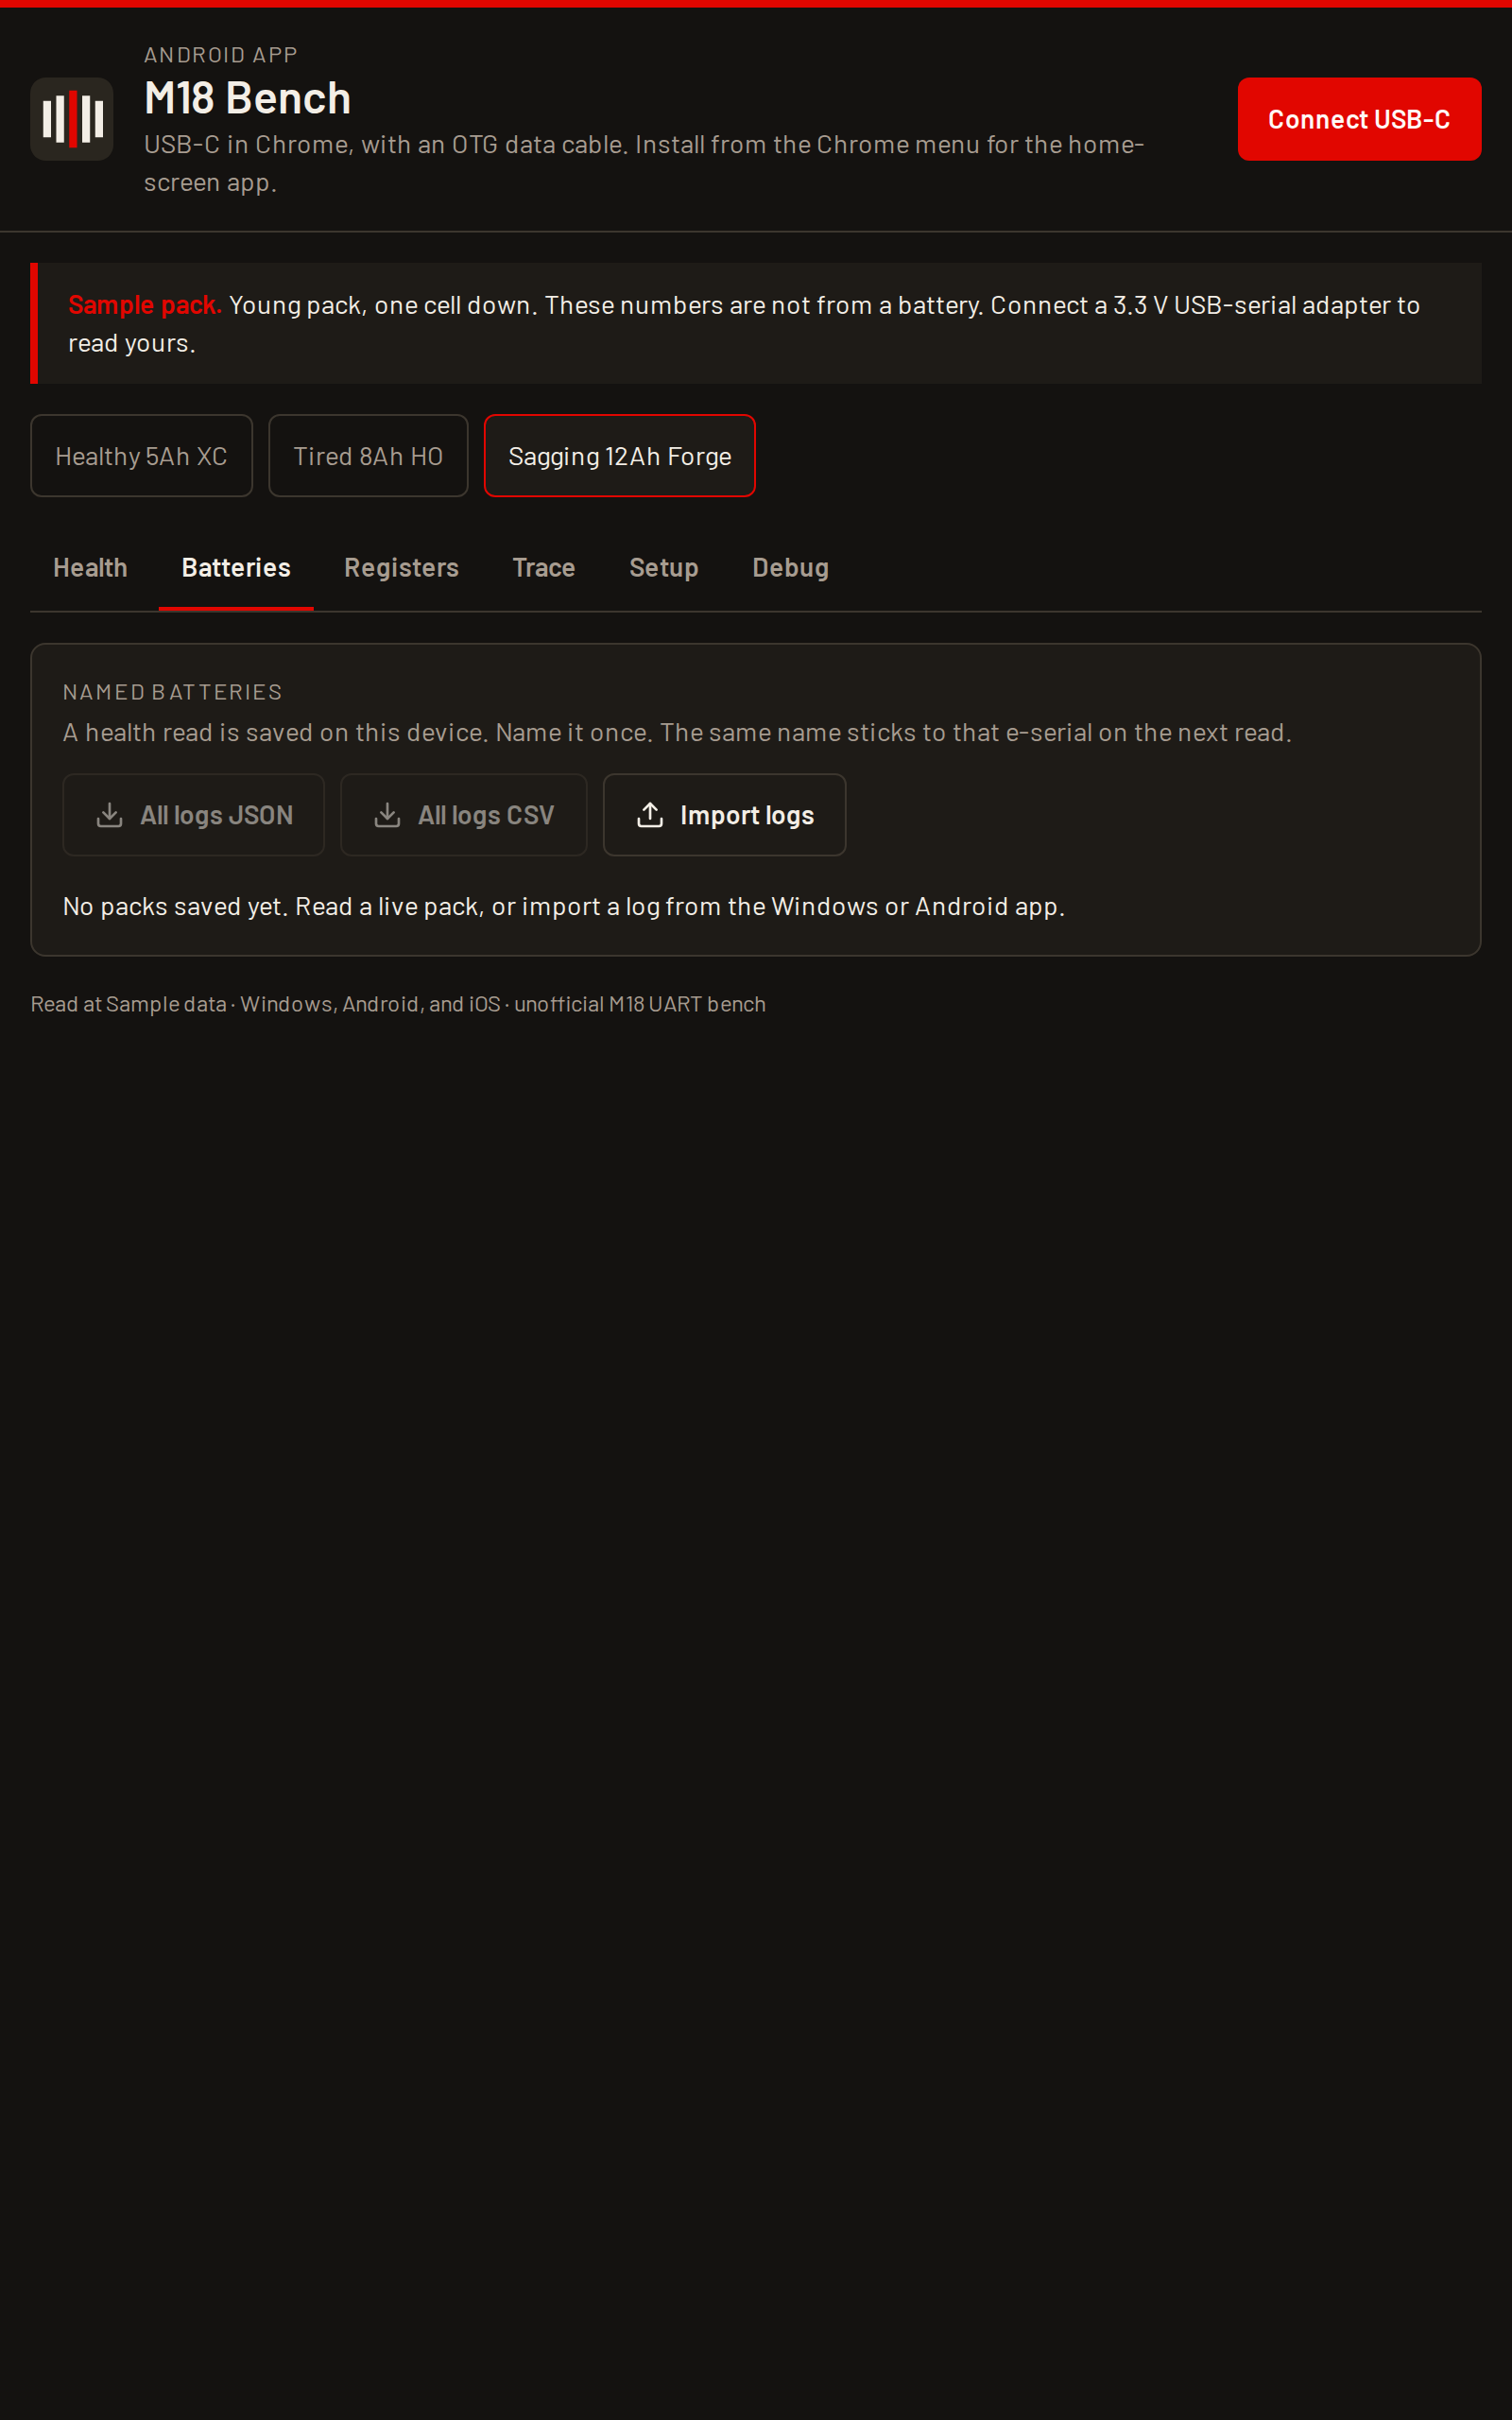 ANDROID APP
M18 Bench
USB-C in Chrome, with an OTG data cable. Install from the Chrome menu for the home-
screen app.
Connect USB-C
Sample pack. Young pack, one cell down. These numbers are not from a battery. Connect a 3.3 V USB-serial adapter to
read yours.
Healthy 5Ah XC
Tired 8Ah HO
Sagging 12Ah Forge
Health
Batteries
Registers
Trace
Setup
Debug
NAMED BATTERIES
A health read is saved on this device. Name it once. The same name sticks to that e-serial on the next read.
All logs JSON
All logs CSV
Import logs
No packs saved yet. Read a live pack, or import a log from the Windows or Android app.
Read at Sample data · Windows, Android, and iOS · unofficial M18 UART bench